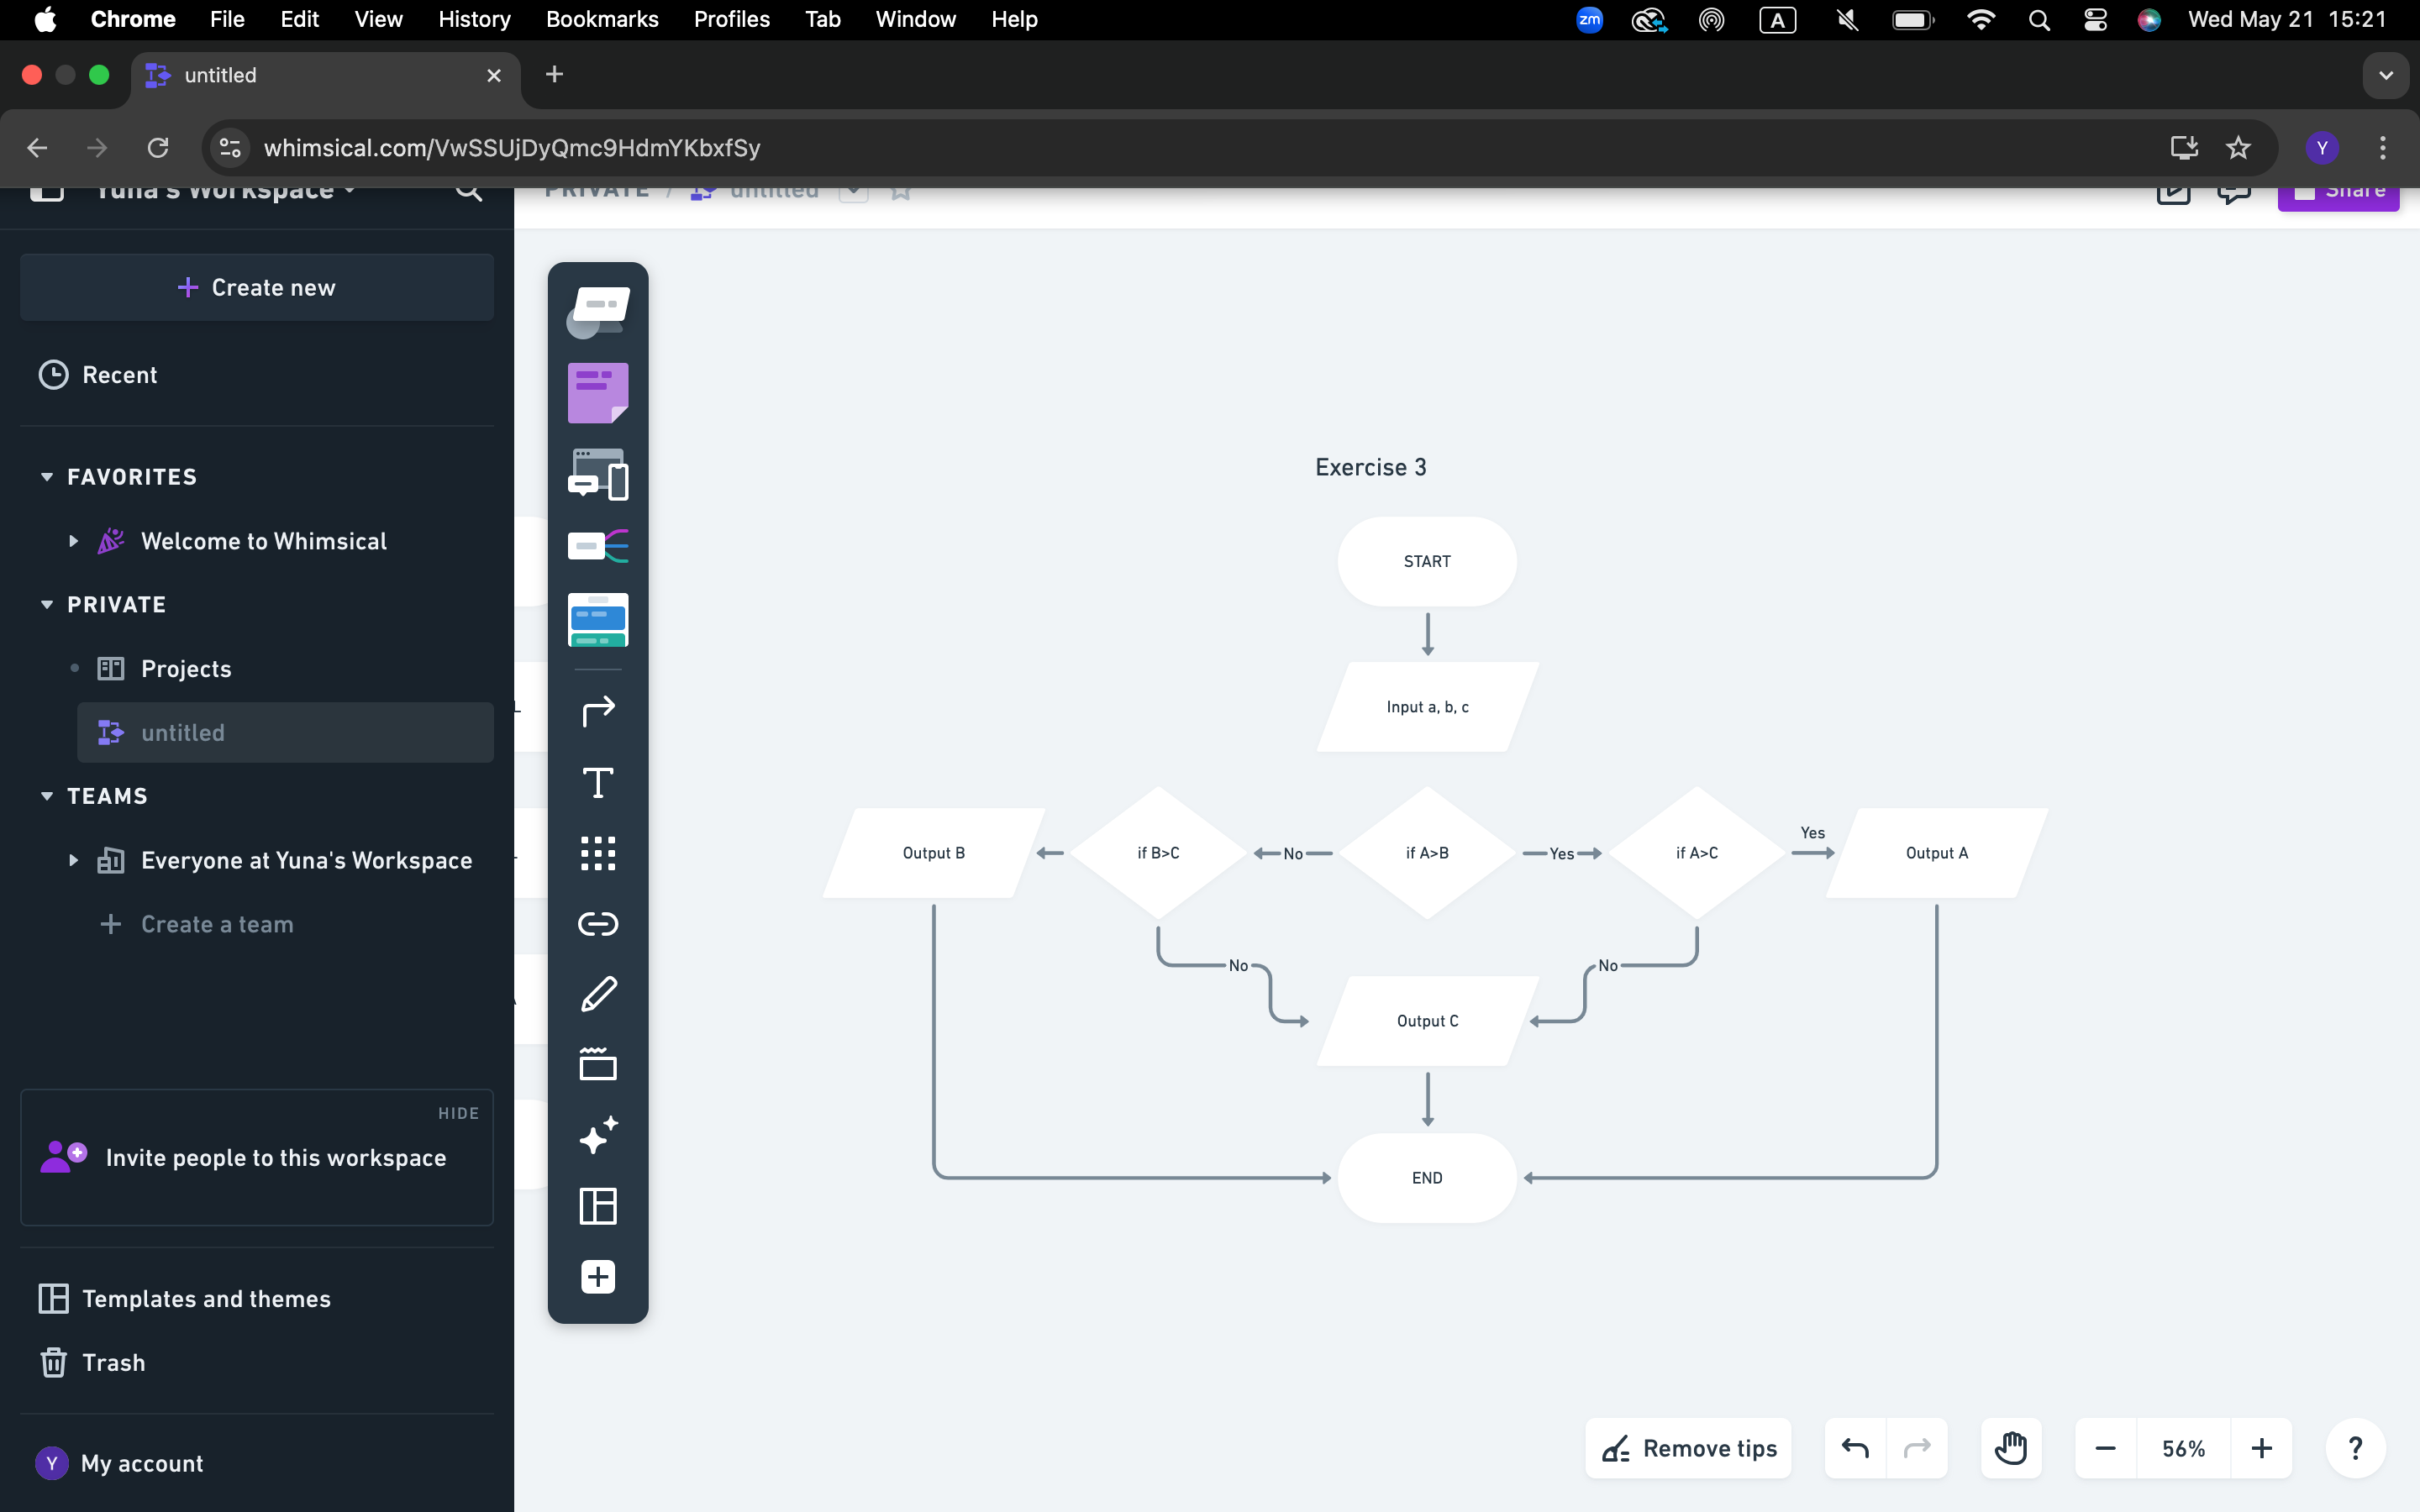 Chrome File Edit View History Bookmarks Profiles Tab Window Help zm A Wed May 21 15:21
untitled
whimsical.com/VwSSUjDyQmc9HdmYKbxfSy Y
Yuna's Workspace PRIVATE / untitled Share
Create new
Recent
FAVORITES
Welcome to Whimsical
PRIVATE
Projects
untitled
TEAMS
Everyone at Yuna's Workspace
Create a team
HIDE
Invite people to this workspace
Templates and themes
Trash
Y My account
Exercise 3
START
Input a, b, c
Output B
if B>C
No
if A>B
Yes
if A>C
Yes
Output A
No
No
Output C
END
Remove tips
56%
?